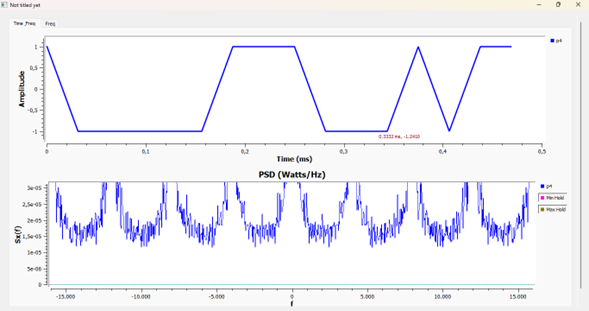 Not titled yet
Time_Freq Freq
Amplitude
1
0,5
0
-0,5
-1
p4
0.3332 ms, -1.2410
0 0,1 0,2 0,3 0,4 0,5
Time (ms)
PSD (Watts/Hz)
Sx(f)
3e-05
2,5e-05
2e-05
1,5e-05
1e-05
5e-06
0
p4
Min Hold
Max Hold
-15.000 -10.000 -5.000 0 5.000 10.000 15.000
f